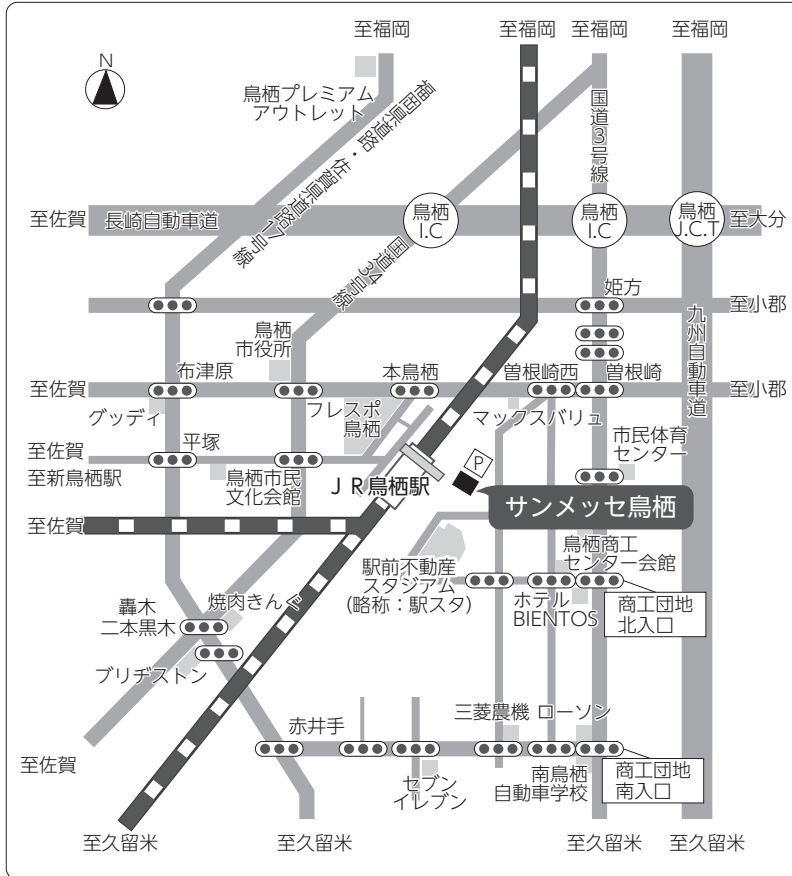 至福岡
至福岡
至福岡
至福岡
N
鳥栖プレミアム
アウトレット
福岡県道路・佐賀県道路17号線
国道3号線
至佐賀
長崎自動車道
鳥栖
I.C
鳥栖
I.C
鳥栖
J.C.T
至大分
国道34号線
姫方
至小郡
九州自動車道
鳥栖
市役所
布津原
本鳥栖
曽根崎西
曽根崎
至佐賀
至小郡
グッディ
フレスポ
鳥栖
マックスバリュ
平塚
市民体育
センター
至佐賀
至新鳥栖駅
鳥栖市民
文化会館
JR鳥栖駅
P
サンメッセ鳥栖
至佐賀
鳥栖商工
センター会館
駅前不動産
スタジアム
(略称：駅スタ)
ホテル
BIENTOS
商工団地
北入口
轟木
二本黒木
焼肉きんぐ
ブリヂストン
赤井手
三菱農機
ローソン
至佐賀
セブン
イレブン
南鳥栖
自動車学校
商工団地
南入口
至久留米
至久留米
至久留米
至久留米